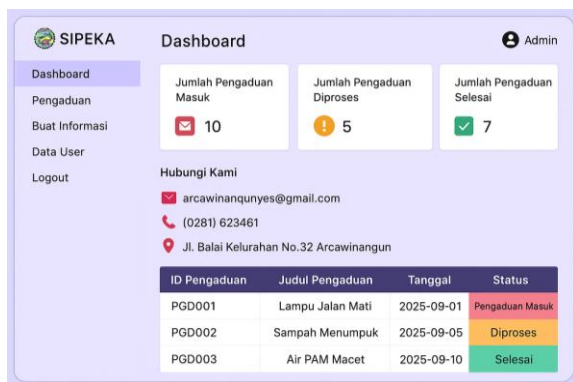 SIPEKA
Dashboard
Admin
Dashboard
Pengaduan
Buat Informasi
Data User
Logout
Jumlah Pengaduan
Masuk
10
Jumlah Pengaduan
Diproses
5
Jumlah Pengaduan
Selesai
7
Hubungi Kami
arcawinanqunyes@gmail.com
(0281) 623461
Jl. Balai Kelurahan No.32 Arcawinangun
ID Pengaduan Judul Pengaduan Tanggal Status
PGD001 Lampu Jalan Mati 2025-09-01 Pengaduan Masuk
PGD002 Sampah Menumpuk 2025-09-05 Diproses
PGD003 Air PAM Macet 2025-09-10 Selesai